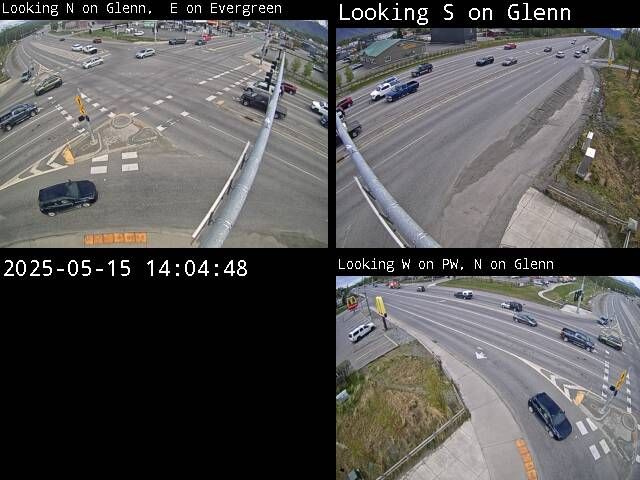 Looking N on Glenn,  E on Evergreen
Looking S on Glenn
2025-05-15 14:04:48
Looking W on PW, N on Glenn